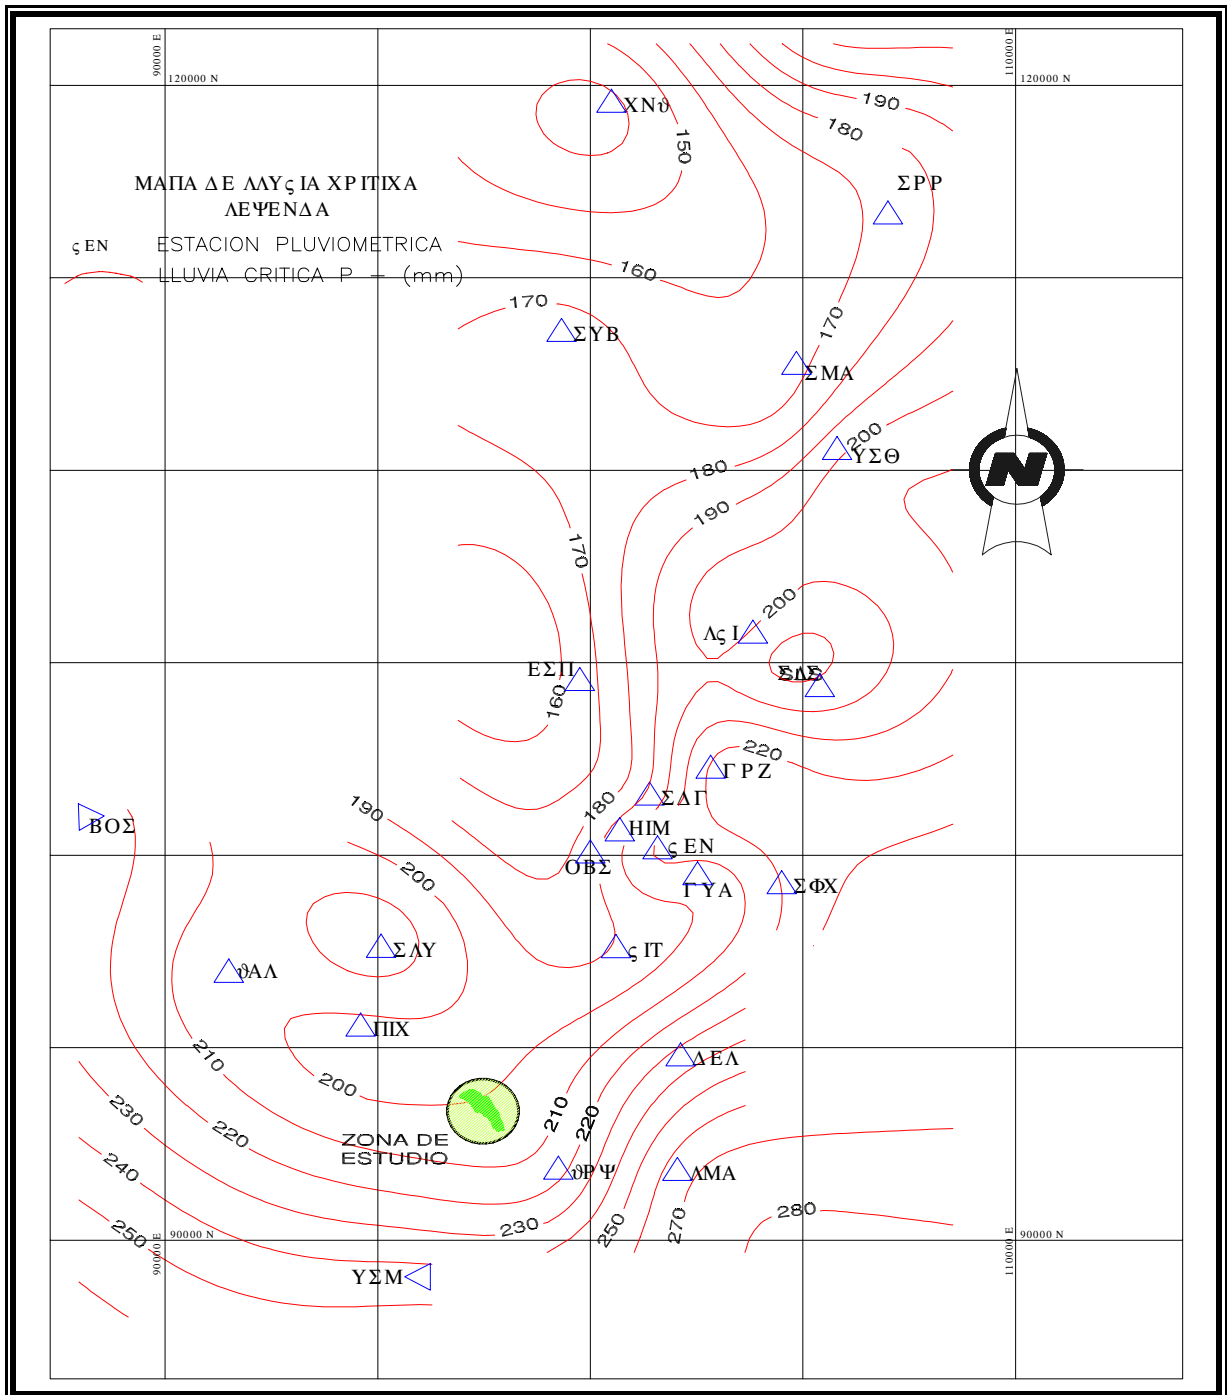 90000 E
110000 E
120000 N
120000 N
ΧΝϑ
190
180
150
ΜΑΠΑ ΔΕ ΛΛΥς ΙΑ ΧΡΙΤΙΧΑ
ΛΕΨΕΝΔΑ
ΣΡΡ
ς ΕΝ ESTACION PLUVIOMETRICA
LLUVIA CRITICA P – (mm)
160
170
ΣΥΒ
170
ΣΜΑ
200
ΥΣΘ
180
190
N
170
200
Λς Ι
ΕΣΠ
ΣΛΣ
SLS
160
220
ΓΡΖ
190
180
ΣΔΓ
ΒΟΣ
ΗΙΜ
ς ΕΝ
ΟΒΣ
200
ΓΥΑ
ΣΦΧ
ΣΛΥ
ς ΙΤ
ϑΑΛ
ΠΙΧ
210
ΔΕΛ
200
230
210
220
220
ZONA DE
ESTUDIO
240
ϑΡΨ
ΛΜΑ
250
230
250
270
280
90000 E
90000 N
110000 E
90000 N
ΥΣΜ